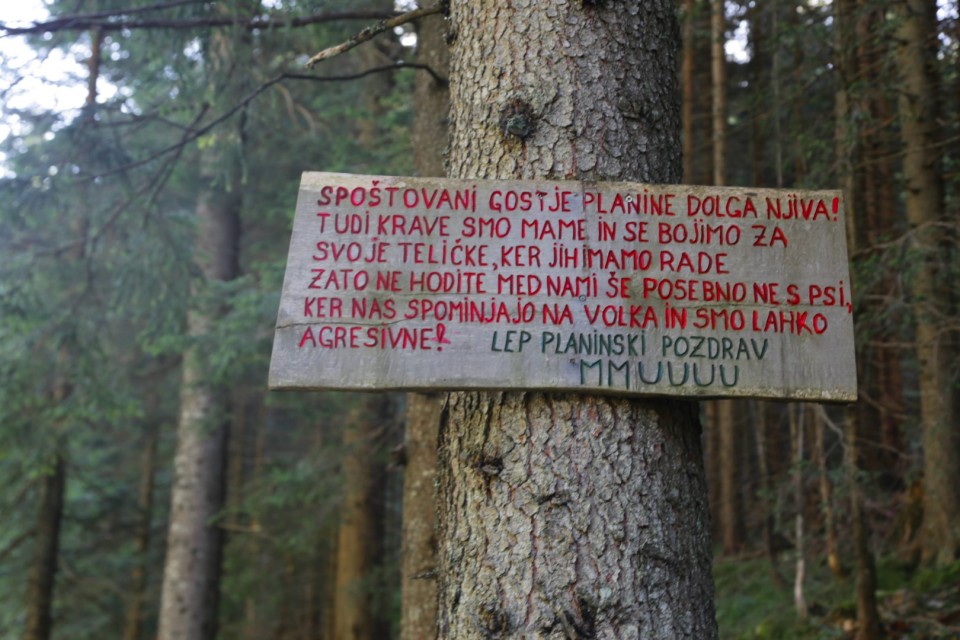 SPOŠTOVANI GOSTJE PLANINE DOLGA NJIVA!
TUDI KRAVE SMO MAME IN SE BOJIMO ZA
SVOJE TELIČKE, KER JIH IMAMO RADE
ZATO NE HODITE MED NAMI ŠE POSEBNO NE S PSI,
KER NAS SPOMINJAJO NA VOLKA IN SMO LAHKO
AGRESIVNE! LEP PLANINSKI POZDRAV
MMUUUU